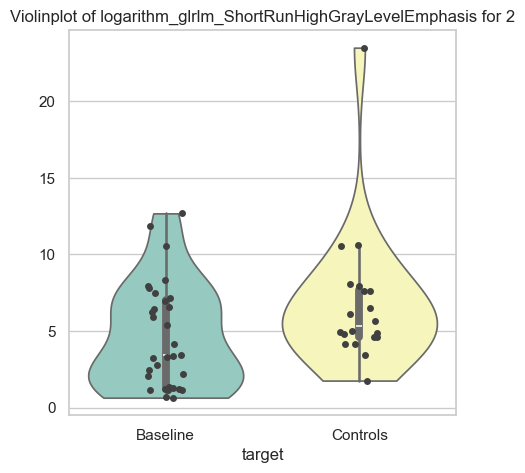 Violinplot of logarithm_glrlm_ShortRunHighGrayLevelEmphasis for 2
20
15
10
5
0
Baseline Controls
target